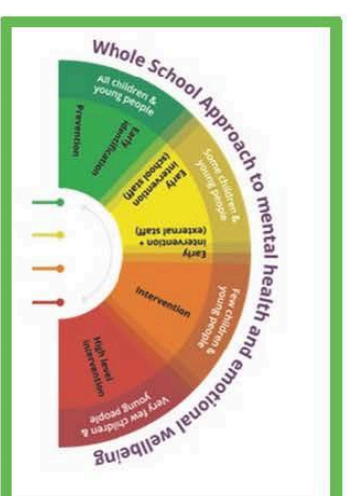 Whole School Approach to mental health and emotional wellbeing
All children &
young people
Prevention
Early
identification
Some children &
young people
Early
intervention
(school staff)
Early
intervention +
(external staff)
Few children &
young people
Intervention
Very few children &
young people
High level
intervention